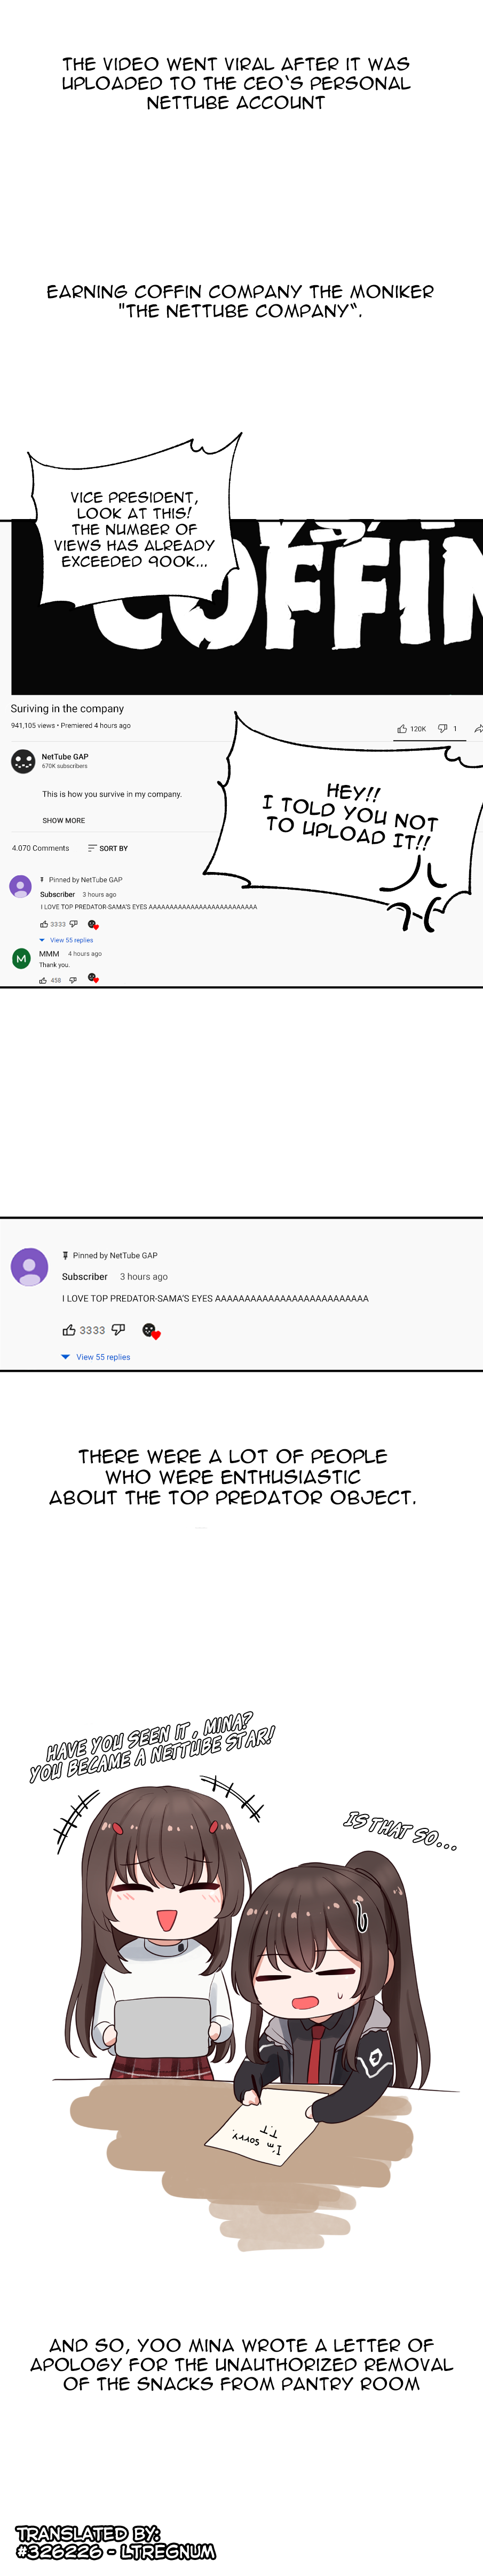 THE VIDEO WENT VIRAL AFTER IT WAS
UPLOADED TO THE CEO`S PERSONAL
NETTUBE ACCOUNT
EARNING COFFIN COMPANY THE MONIKER
"THE NETTUBE COMPANY".
VICE PRESIDENT,
LOOK AT THIS!
THE NUMBER OF
VIEWS HAS ALREADY
EXCEEDED 900K...
COFFIN
Suriving in the company
941,105 views • Premiered 4 hours ago
120K 1
NetTube GAP
670K subscribers
This is how you survive in my company.
SHOW MORE
HEY!!
I TOLD YOU NOT
TO UPLOAD IT!!
4.070 Comments SORT BY
Pinned by NetTube GAP
Subscriber 3 hours ago
I LOVE TOP PREDATOR-SAMA'S EYES AAAAAAAAAAAAAAAAAAAAAAAAAA
3333
View 55 replies
M
MMM 4 hours ago
Thank you.
458
Pinned by NetTube GAP
Subscriber 3 hours ago
I LOVE TOP PREDATOR-SAMA'S EYES AAAAAAAAAAAAAAAAAAAAAAAAAA
3333
View 55 replies
THERE WERE A LOT OF PEOPLE
WHO WERE ENTHUSIASTIC
ABOUT THE TOP PREDATOR OBJECT.
HAVE YOU SEEN IT, MINA?
YOU BECAME A NETTUBE STAR!
IS THAT SO...
I'm sorry.
T.T
AND SO, YOO MINA WROTE A LETTER OF
APOLOGY FOR THE UNAUTHORIZED REMOVAL
OF THE SNACKS FROM PANTRY ROOM
TRANSLATED BY:
#326226 - LTREGNUM